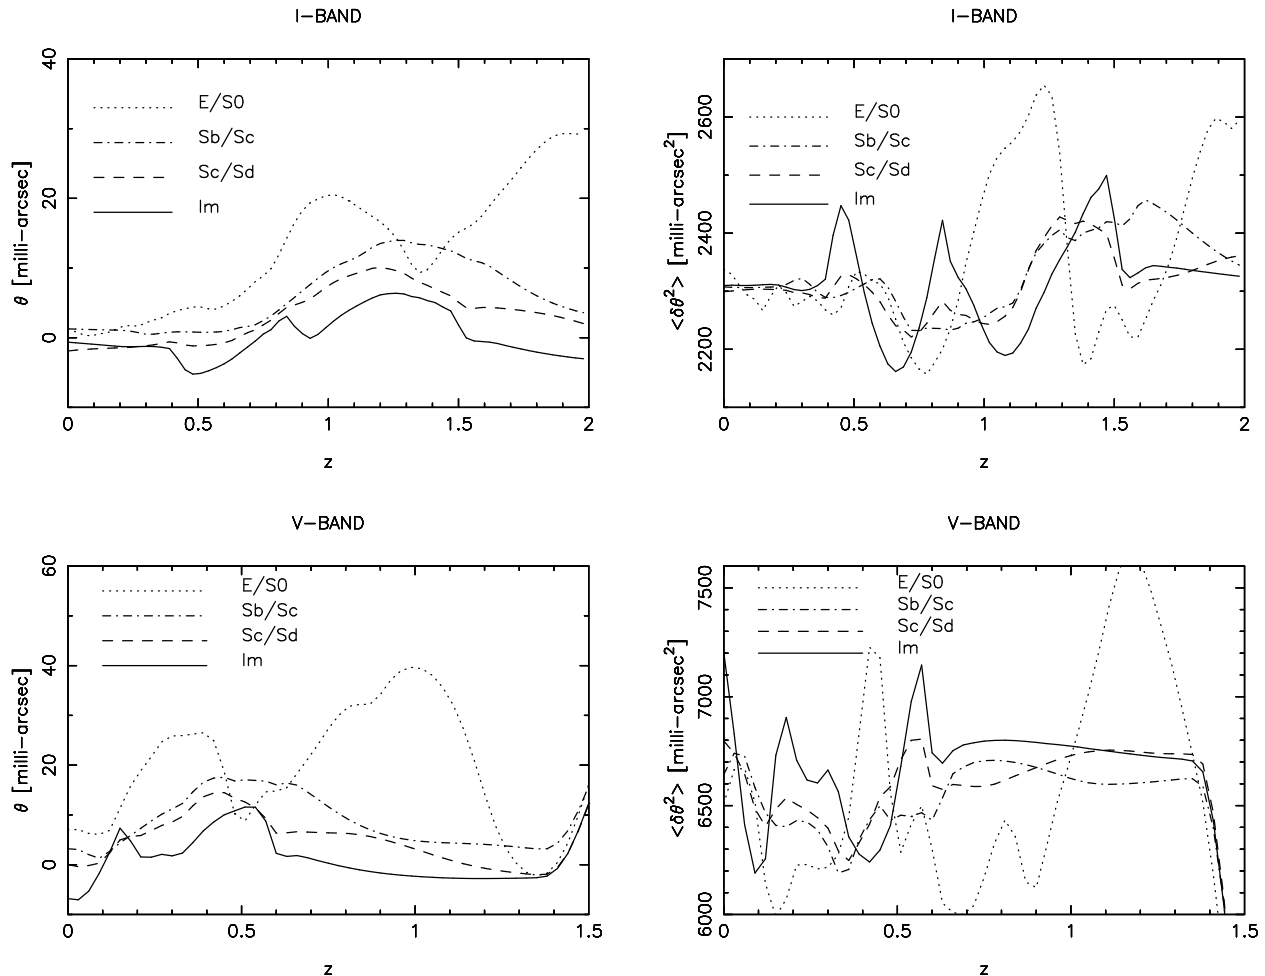 I-BAND
40
20
0
θ [milli-arcsec]
E/S0
Sb/Sc
Sc/Sd
Im
0 0.5 1 1.5 2
z
I-BAND
2600
2400
2200
<δθ²> [milli-arcsec²]
E/S0
Sb/Sc
Sc/Sd
Im
0 0.5 1 1.5 2
z
V-BAND
60
40
20
0
θ [milli-arcsec]
E/S0
Sb/Sc
Sc/Sd
Im
0 0.5 1 1.5
z
V-BAND
7500
7000
6500
6000
<δθ²> [milli-arcsec²]
E/S0
Sb/Sc
Sc/Sd
Im
0 0.5 1 1.5
z